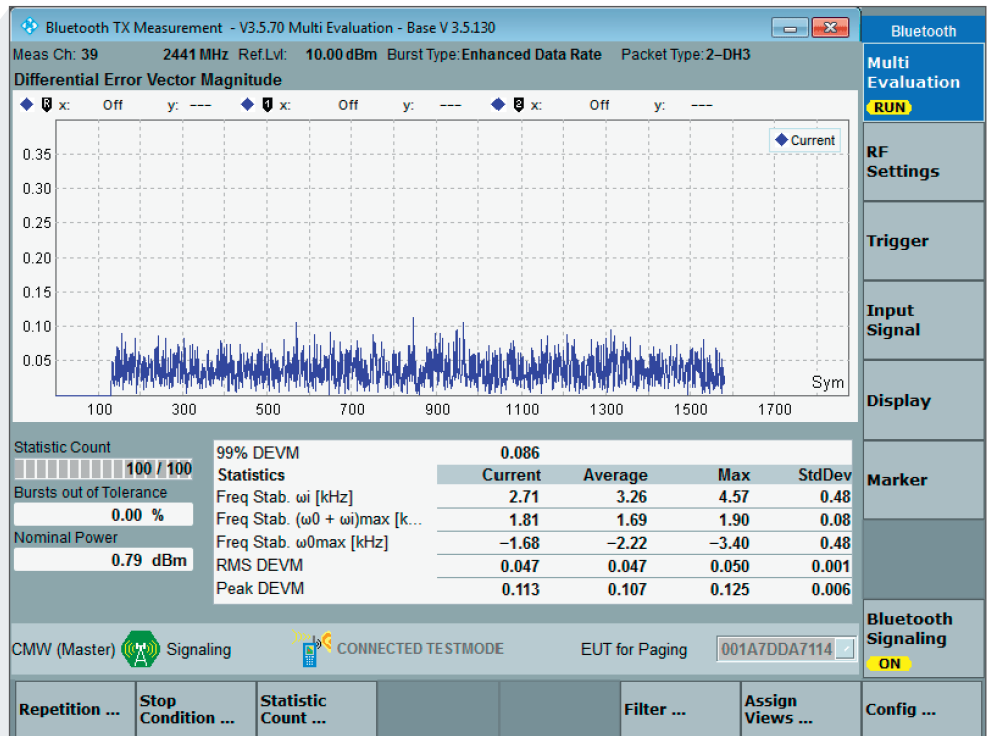 Bluetooth TX Measurement - V3.5.70 Multi Evaluation - Base V 3.5.130
Bluetooth
Meas Ch: 39 2441 MHz Ref.Lvl: 10.00 dBm Burst Type: Enhanced Data Rate Packet Type: 2-DH3
Differential Error Vector Magnitude
R x: Off y: --- 1 x: Off y: --- 2 x: Off y: ---
Current
0.35
0.30
0.25
0.20
0.15
0.10
0.05
Sym
100 300 500 700 900 1100 1300 1500 1700
Statistic Count
100 / 100
Bursts out of Tolerance
0.00 %
Nominal Power
0.79 dBm
99% DEVM 0.086
Statistics Current Average Max StdDev
Freq Stab. ωi [kHz] 2.71 3.26 4.57 0.48
Freq Stab. (ω0 + ωi)max [k... 1.81 1.69 1.90 0.08
Freq Stab. ω0max [kHz] −1.68 −2.22 −3.40 0.48
RMS DEVM 0.047 0.047 0.050 0.001
Peak DEVM 0.113 0.107 0.125 0.006
CMW (Master) Signaling CONNECTED TESTMODE EUT for Paging 001A7DDA7114
Multi
Evaluation
RUN
RF
Settings
Trigger
Input
Signal
Display
Marker
Bluetooth
Signaling
ON
Repetition ...
Stop
Condition ...
Statistic
Count ...
Filter ...
Assign
Views ...
Config ...